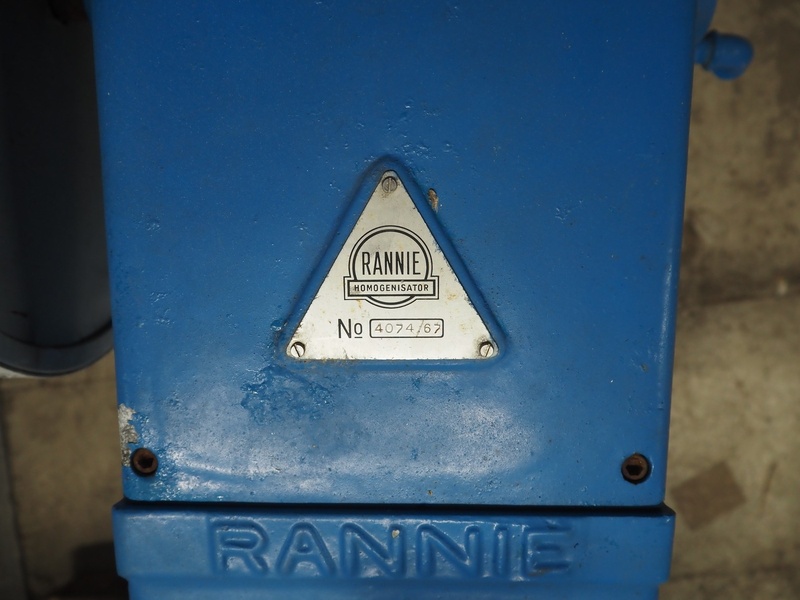 RANNIE
HOMOGENISATOR
No 4074/67
RANNIE